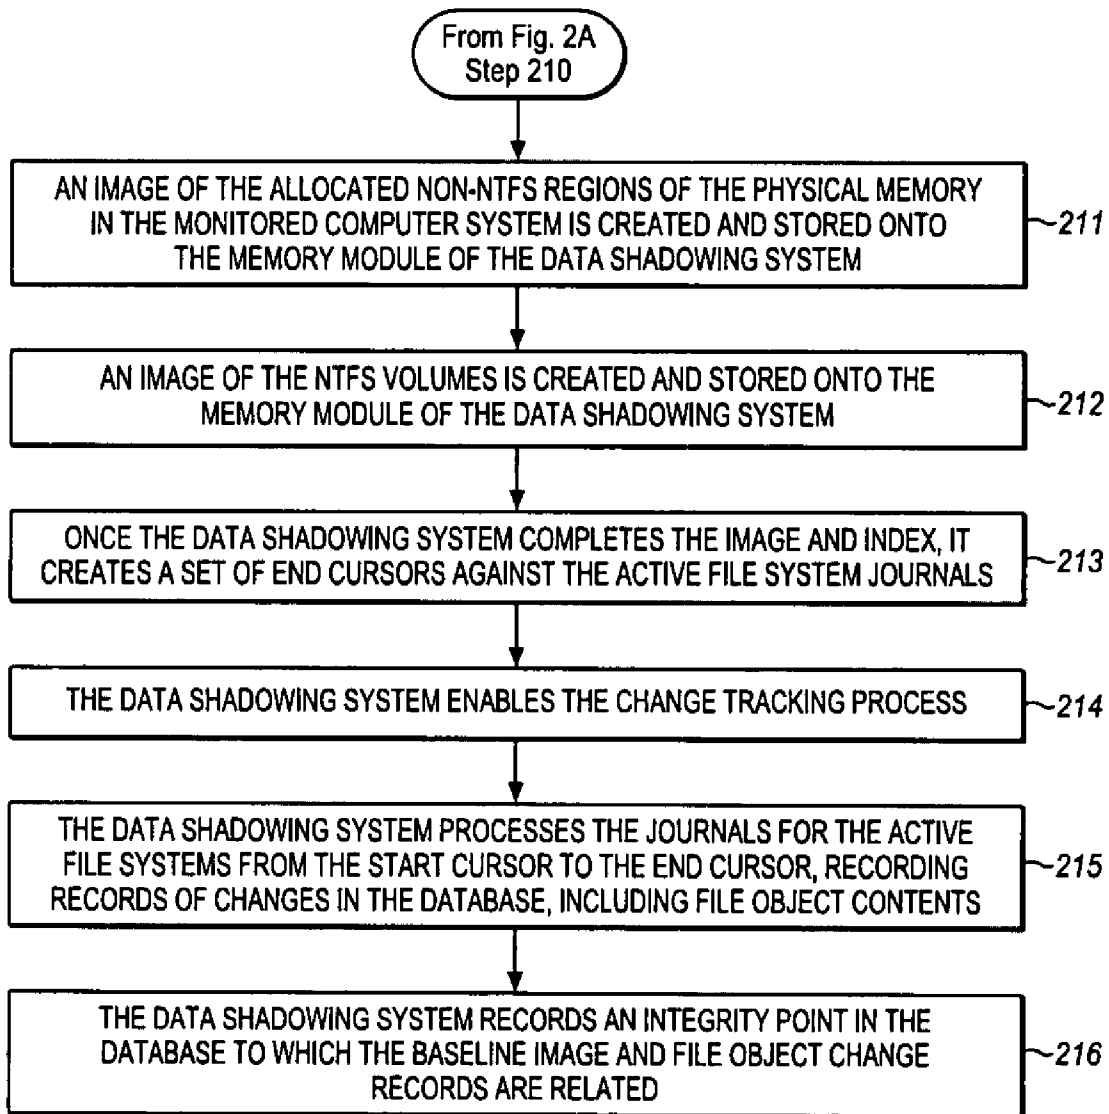 From Fig. 2A
Step 210
AN IMAGE OF THE ALLOCATED NON-NTFS REGIONS OF THE PHYSICAL MEMORY
IN THE MONITORED COMPUTER SYSTEM IS CREATED AND STORED ONTO
THE MEMORY MODULE OF THE DATA SHADOWING SYSTEM
211
AN IMAGE OF THE NTFS VOLUMES IS CREATED AND STORED ONTO THE
MEMORY MODULE OF THE DATA SHADOWING SYSTEM
212
ONCE THE DATA SHADOWING SYSTEM COMPLETES THE IMAGE AND INDEX, IT
CREATES A SET OF END CURSORS AGAINST THE ACTIVE FILE SYSTEM JOURNALS
213
THE DATA SHADOWING SYSTEM ENABLES THE CHANGE TRACKING PROCESS
214
THE DATA SHADOWING SYSTEM PROCESSES THE JOURNALS FOR THE ACTIVE
FILE SYSTEMS FROM THE START CURSOR TO THE END CURSOR, RECORDING
RECORDS OF CHANGES IN THE DATABASE, INCLUDING FILE OBJECT CONTENTS
215
THE DATA SHADOWING SYSTEM RECORDS AN INTEGRITY POINT IN THE
DATABASE TO WHICH THE BASELINE IMAGE AND FILE OBJECT CHANGE
RECORDS ARE RELATED
216